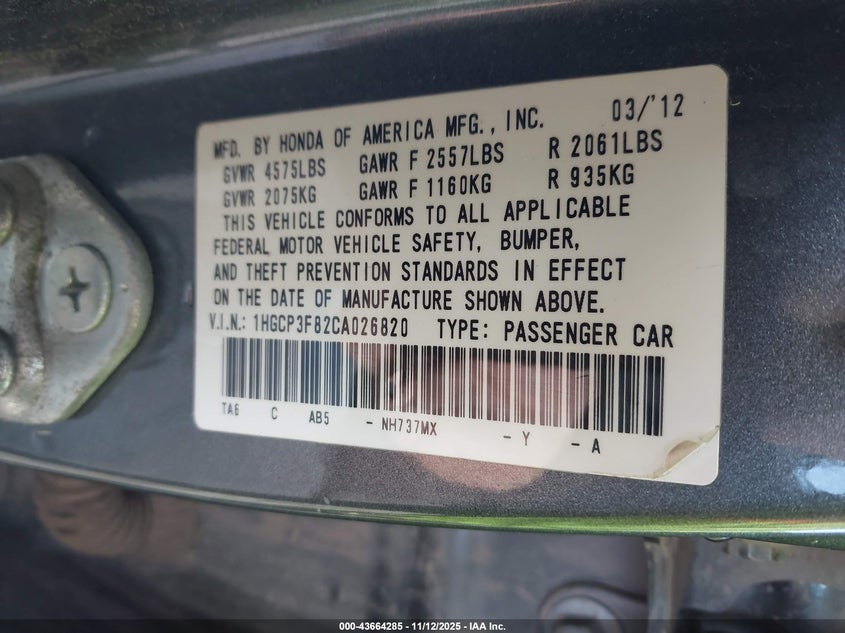 MFD. BY HONDA OF AMERICA MFG., INC. 03/'12
GVWR 4575LBS GAWR F 2557LBS R 2061LBS
GVWR 2075KG GAWR F 1160KG R 935KG
THIS VEHICLE CONFORMS TO ALL APPLICABLE
FEDERAL MOTOR VEHICLE SAFETY, BUMPER,
AND THEFT PREVENTION STANDARDS IN EFFECT
ON THE DATE OF MANUFACTURE SHOWN ABOVE.
V.I.N.: 1HGCP3F82CA026820 TYPE: PASSENGER CAR
TA6 C AB5 - NH737MX - Y - A
000-43664285 - 11/12/2025 - IAA Inc.